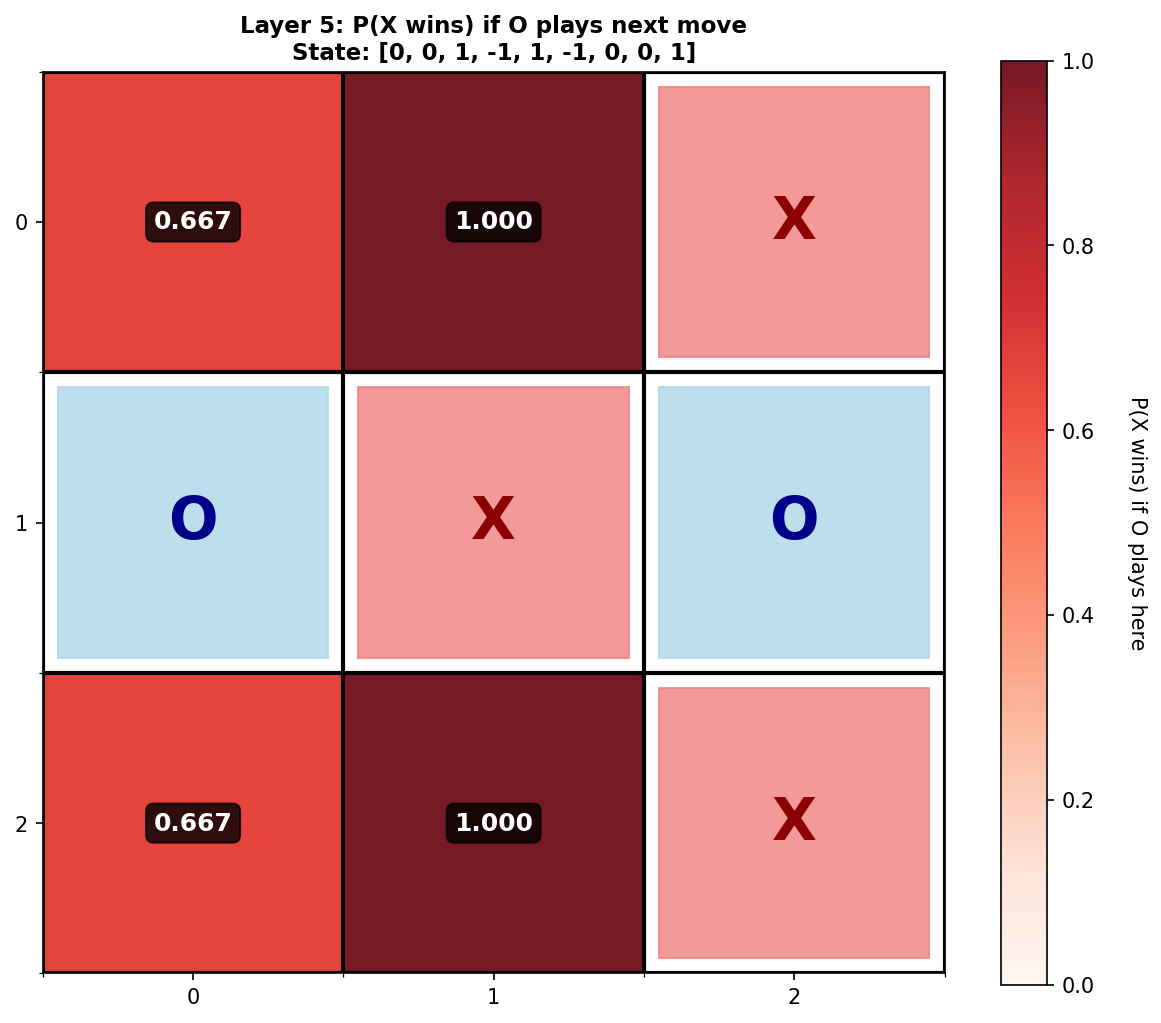 Layer 5: P(X wins) if O plays next move
State: [0, 0, 1, -1, 1, -1, 0, 0, 1]
0.667
1.000
X
O
X
O
0.667
1.000
X
0
1
2
0
1
2
1.0
0.8
0.6
0.4
0.2
0.0
P(X wins) if O plays here